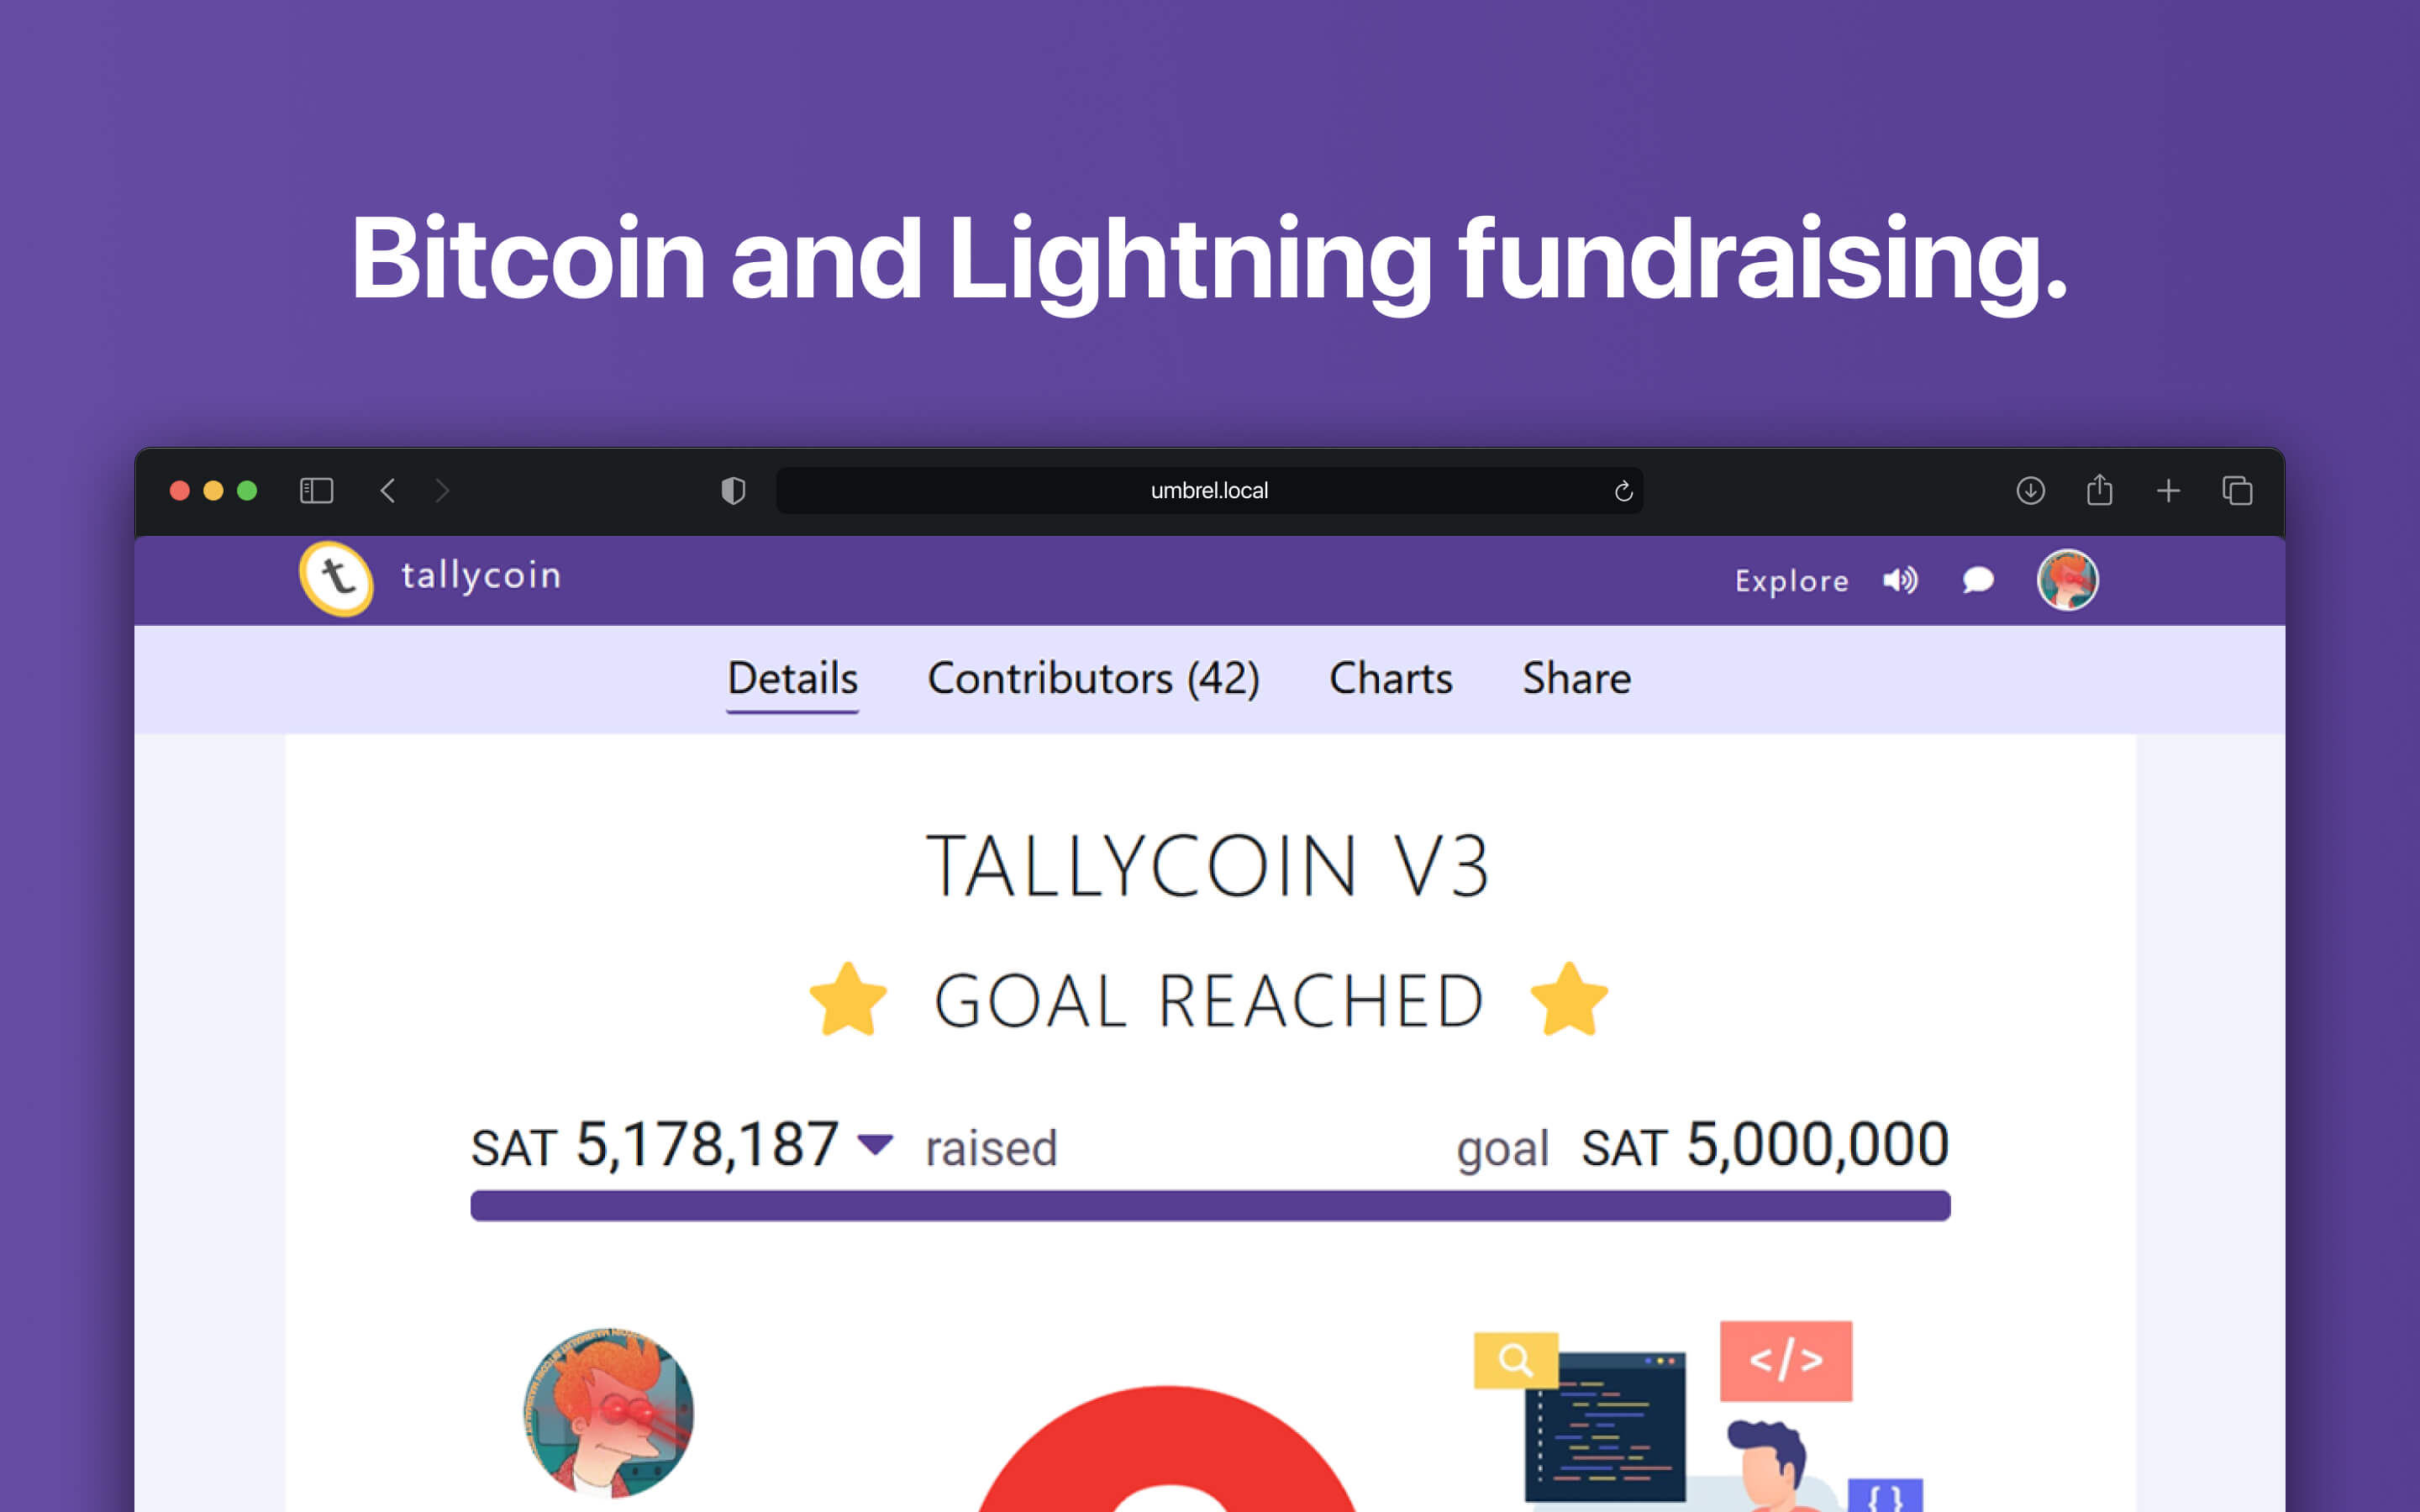 Bitcoin and Lightning fundraising.
umbrel.local
t tallycoin
Explore
Details Contributors (42) Charts Share
TALLYCOIN V3
GOAL REACHED
SAT 5,178,187 raised goal SAT 5,000,000
</>
{}